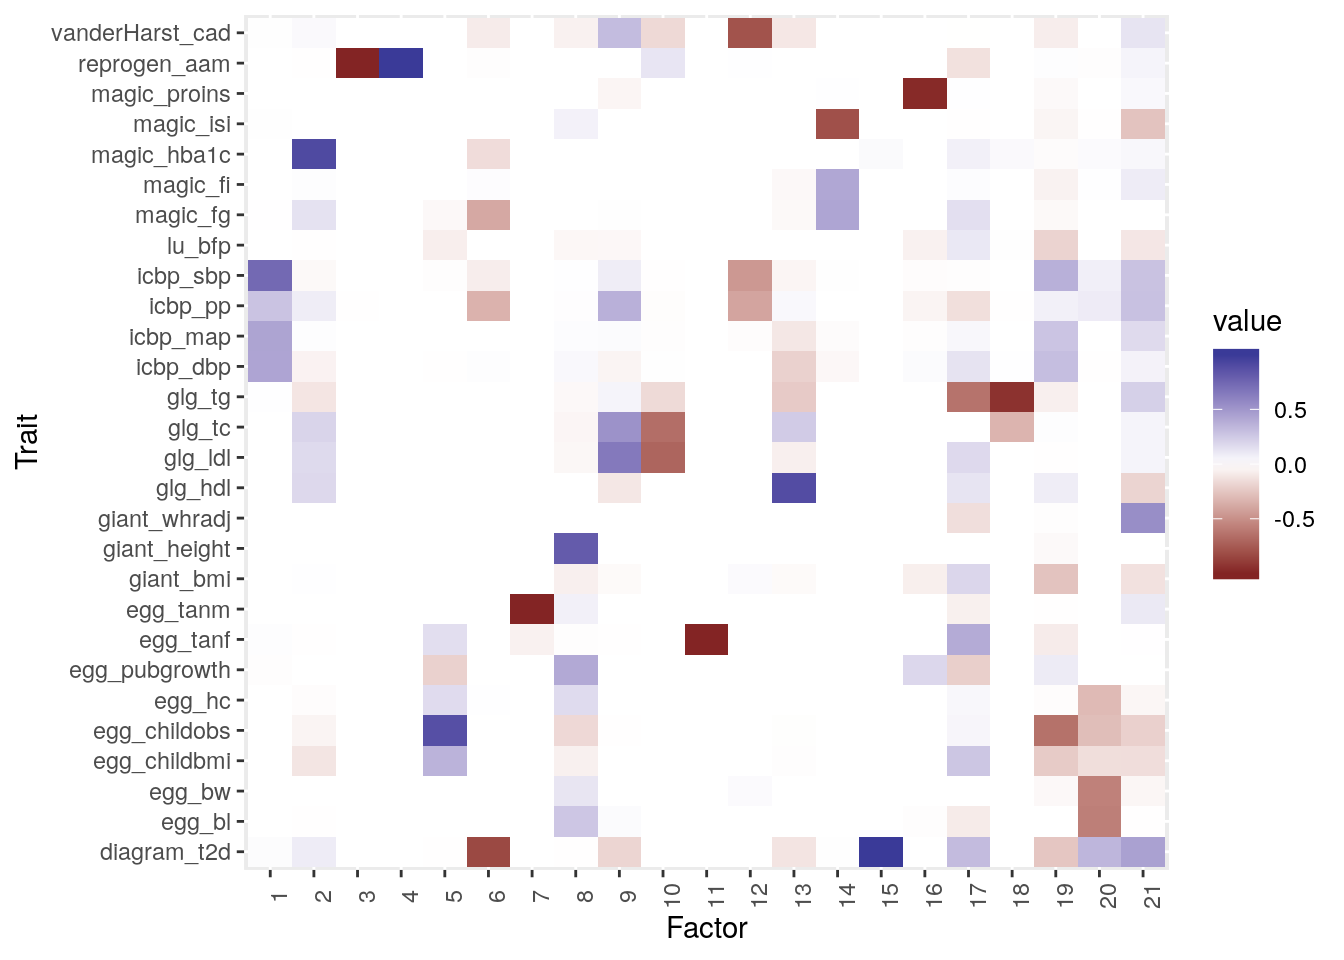 vanderHarst_cad
reprogen_aam
magic_proins
magic_isi
magic_hba1c
magic_fi
magic_fg
lu_bfp
icbp_sbp
icbp_pp
icbp_map
icbp_dbp
glg_tg
glg_tc
glg_ldl
glg_hdl
giant_whradj
giant_height
giant_bmi
egg_tanm
egg_tanf
egg_pubgrowth
egg_hc
egg_childobs
egg_childbmi
egg_bw
egg_bl
diagram_t2d
Trait
1 2 3 4 5 6 7 8 9 10 11 12 13 14 15 16 17 18 19 20 21
Factor
value
0.5
0.0
-0.5